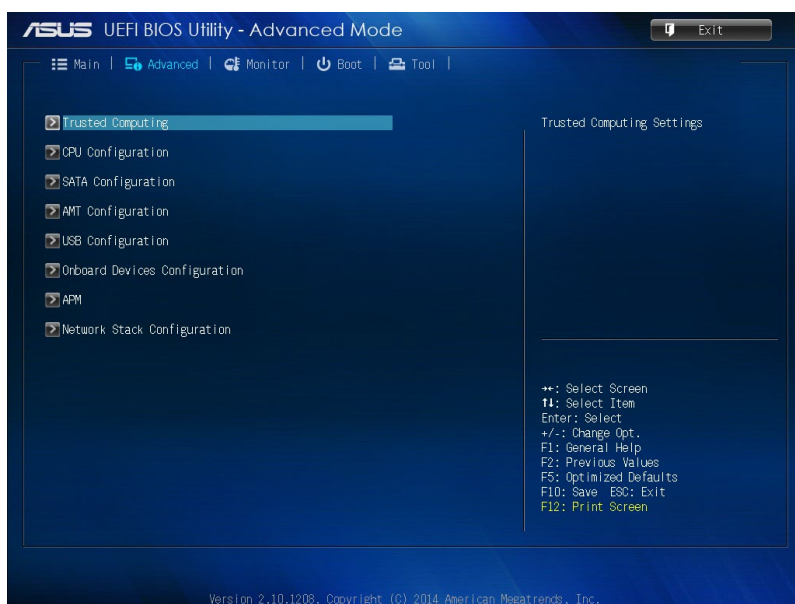 ASUS UEFI BIOS Utility - Advanced Mode
Exit
Main | Advanced | Monitor | Boot | Tool |
Trusted Computing
CPU Configuration
SATA Configuration
AMT Configuration
USB Configuration
Onboard Devices Configuration
APM
Network Stack Configuration
Trusted Computing Settings
→←: Select Screen
↑↓: Select Item
Enter: Select
+/-: Change Opt.
F1: General Help
F2: Previous Values
F5: Optimized Defaults
F10: Save ESC: Exit
F12: Print Screen
Version 2.10.1208. Copyright (C) 2014 American Megatrends, Inc.